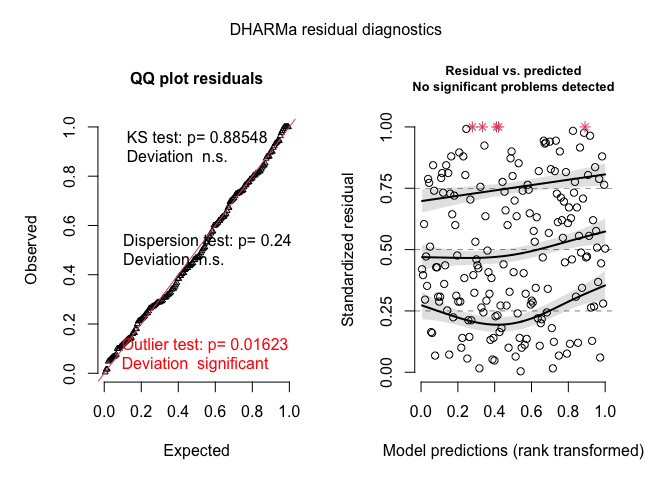 DHARMa residual diagnostics
QQ plot residuals
KS test: p= 0.88548
Deviation n.s.
Dispersion test: p= 0.24
Deviation n.s.
Outlier test: p= 0.01623
Deviation significant
Observed
0.0 0.2 0.4 0.6 0.8 1.0
0.0 0.2 0.4 0.6 0.8 1.0
Expected
Residual vs. predicted
No significant problems detected
Standardized residual
0.00 0.25 0.50 0.75 1.00
0.0 0.2 0.4 0.6 0.8 1.0
Model predictions (rank transformed)